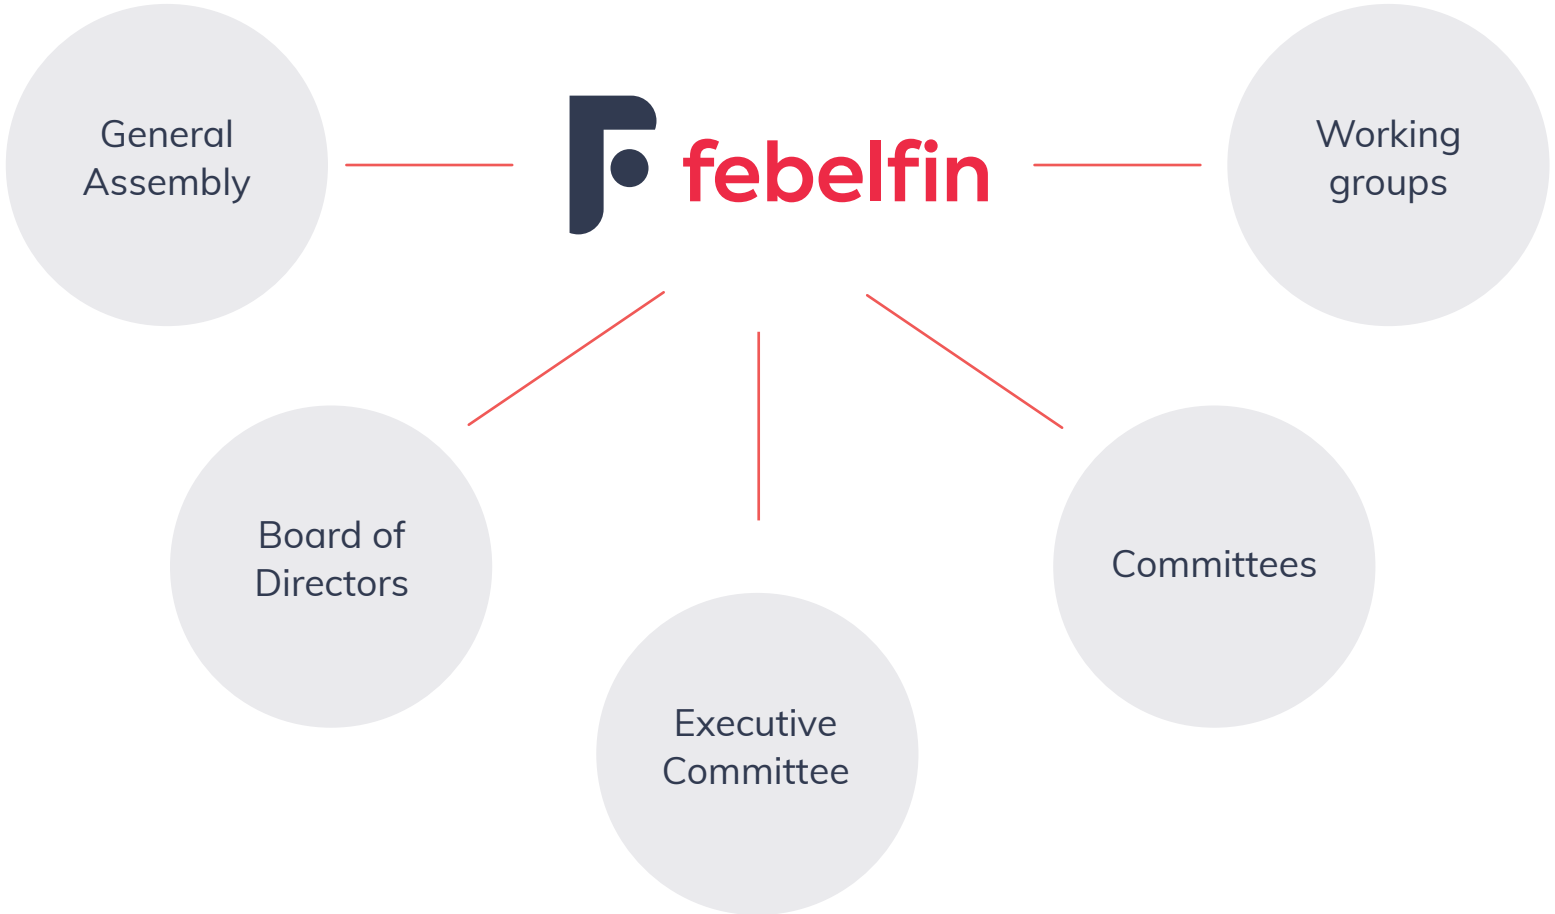 General
Assembly
febelfin
Working
groups
Board of
Directors
Committees
Executive
Committee